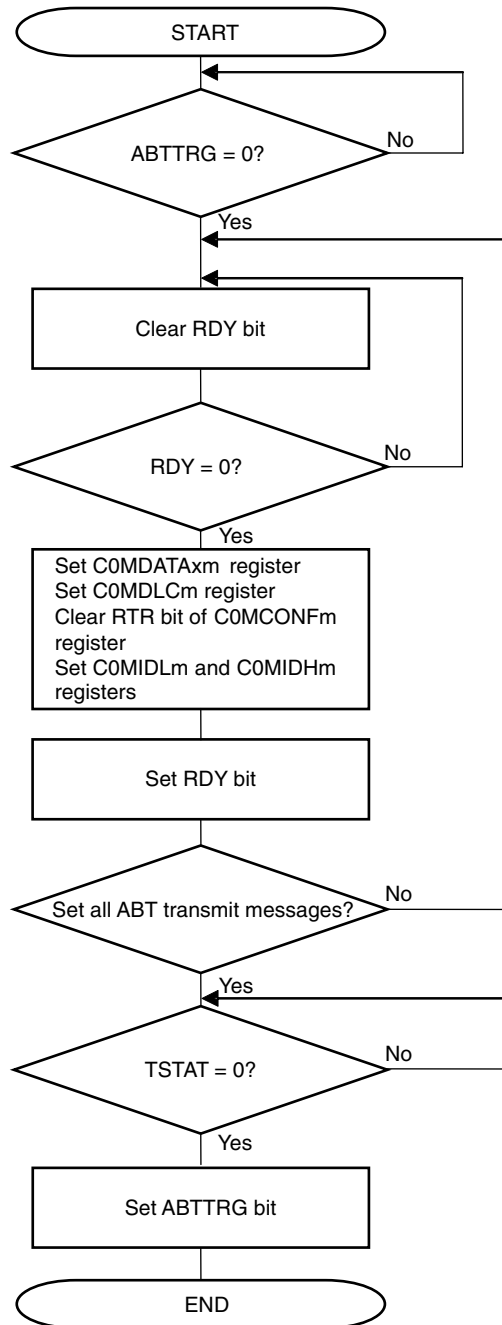 START
ABTTRG = 0?
No
Yes
Clear RDY bit
RDY = 0?
No
Yes
Set C0MDATAxm register
Set C0MDLCm register
Clear RTR bit of C0MCONFm
register
Set C0MIDLm and C0MIDHm
registers
Set RDY bit
Set all ABT transmit messages?
No
Yes
TSTAT = 0?
No
Yes
Set ABTTRG bit
END